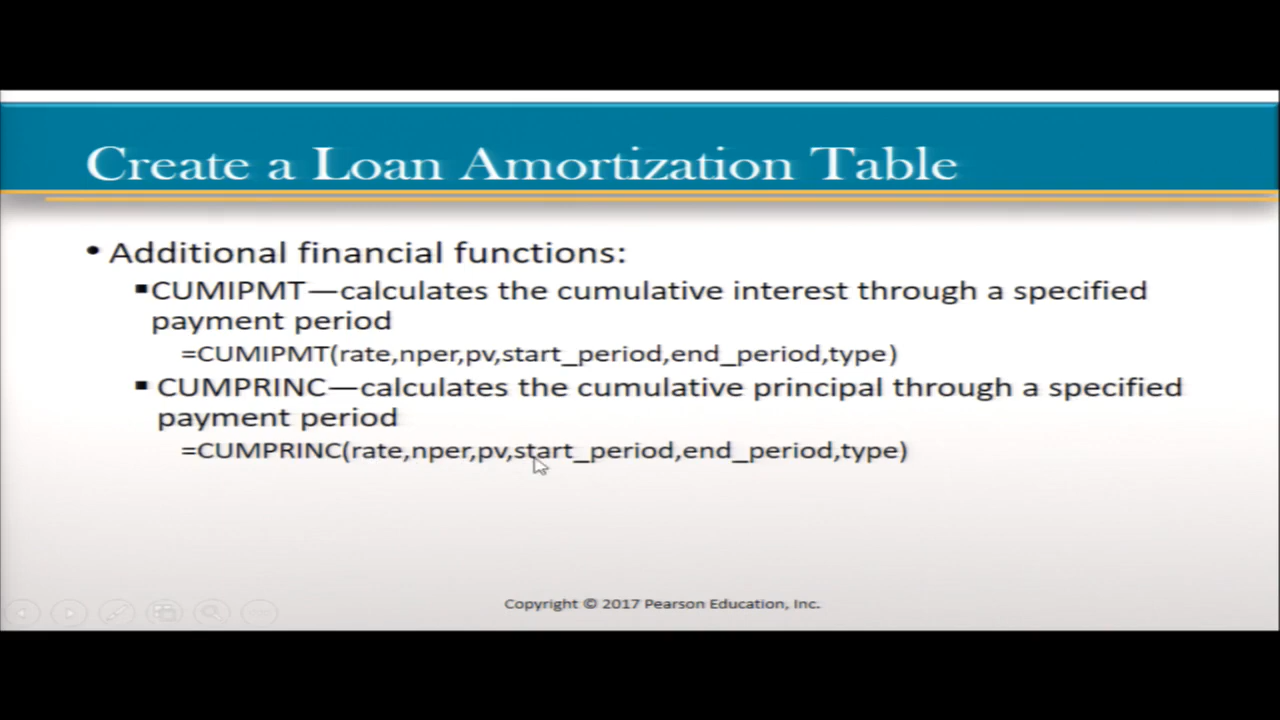 Create a Loan Amortization Table
• Additional financial functions:
▪CUMIPMT—calculates the cumulative interest through a specified
payment period
=CUMIPMT(rate,nper,pv,start_period,end_period,type)
▪ CUMPRINC—calculates the cumulative principal through a specified
payment period
=CUMPRINC(rate,nper,pv,start_period,end_period,type)
Copyright © 2017 Pearson Education, Inc.